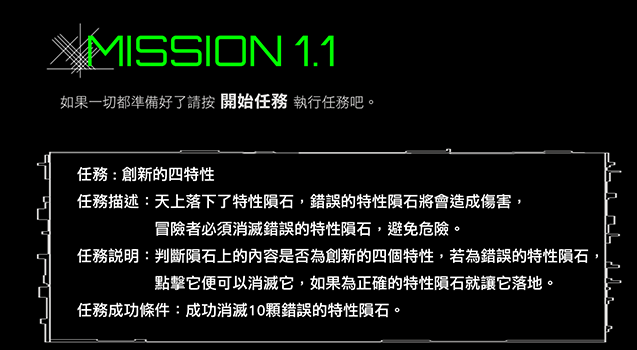 MISSION 1.1
如果一切都準備好了請按 開始任務 執行任務吧。
任務：創新的四特性
任務描述：天上落下了特性隕石，錯誤的特性隕石將會造成傷害，
冒險者必須消滅錯誤的特性隕石，避免危險。
任務說明：判斷隕石上的內容是否為創新的四個特性，若為錯誤的特性隕石，
點擊它便可以消滅它，如果為正確的特性隕石就讓它落地。
任務成功條件：成功消滅10顆錯誤的特性隕石。